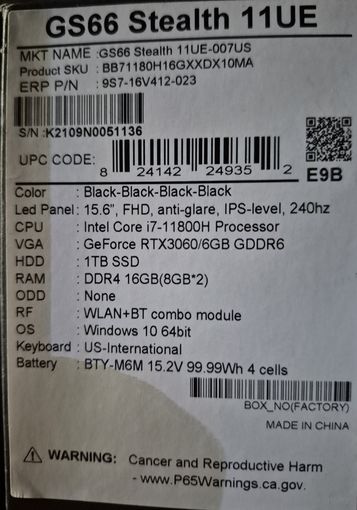 GS66 Stealth 11UE
MKT NAME :GS66 Stealth 11UE-007US
Product SKU : BB71180H16GXXDX10MA
ERP P/N : 9S7-16V412-023
S/N:K2109N0051136
UPC CODE: 8 24142 24935 2
E9B
Color : Black-Black-Black-Black
Led Panel : 15.6", FHD, anti-glare, IPS-level, 240hz
CPU : Intel Core i7-11800H Processor
VGA : GeForce RTX3060/6GB GDDR6
HDD : 1TB SSD
RAM : DDR4 16GB(8GB*2)
ODD : None
RF : WLAN+BT combo module
OS : Windows 10 64bit
Keyboard : US-International
Battery : BTY-M6M 15.2V 99.99Wh 4 cells
BOX_NO(FACTORY)
MADE IN CHINA
WARNING: Cancer and Reproductive Harm
- www.P65Warnings.ca.gov.